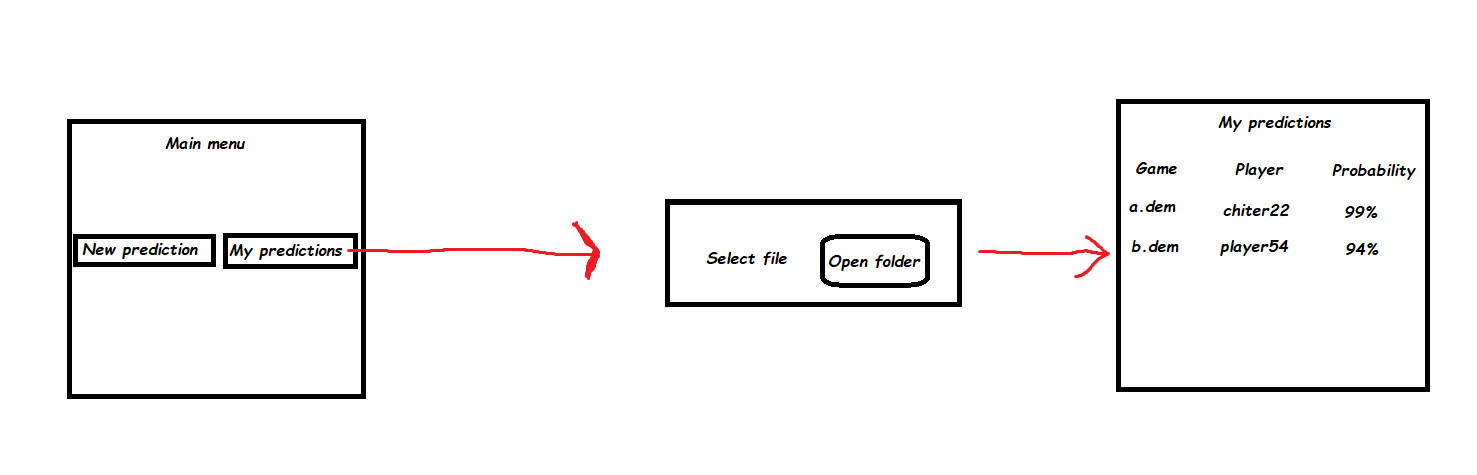 Main menu
New prediction
My predictions
Select file
Open folder
My predictions
Game Player Probability
a.dem chiter22 99%
b.dem player54 94%